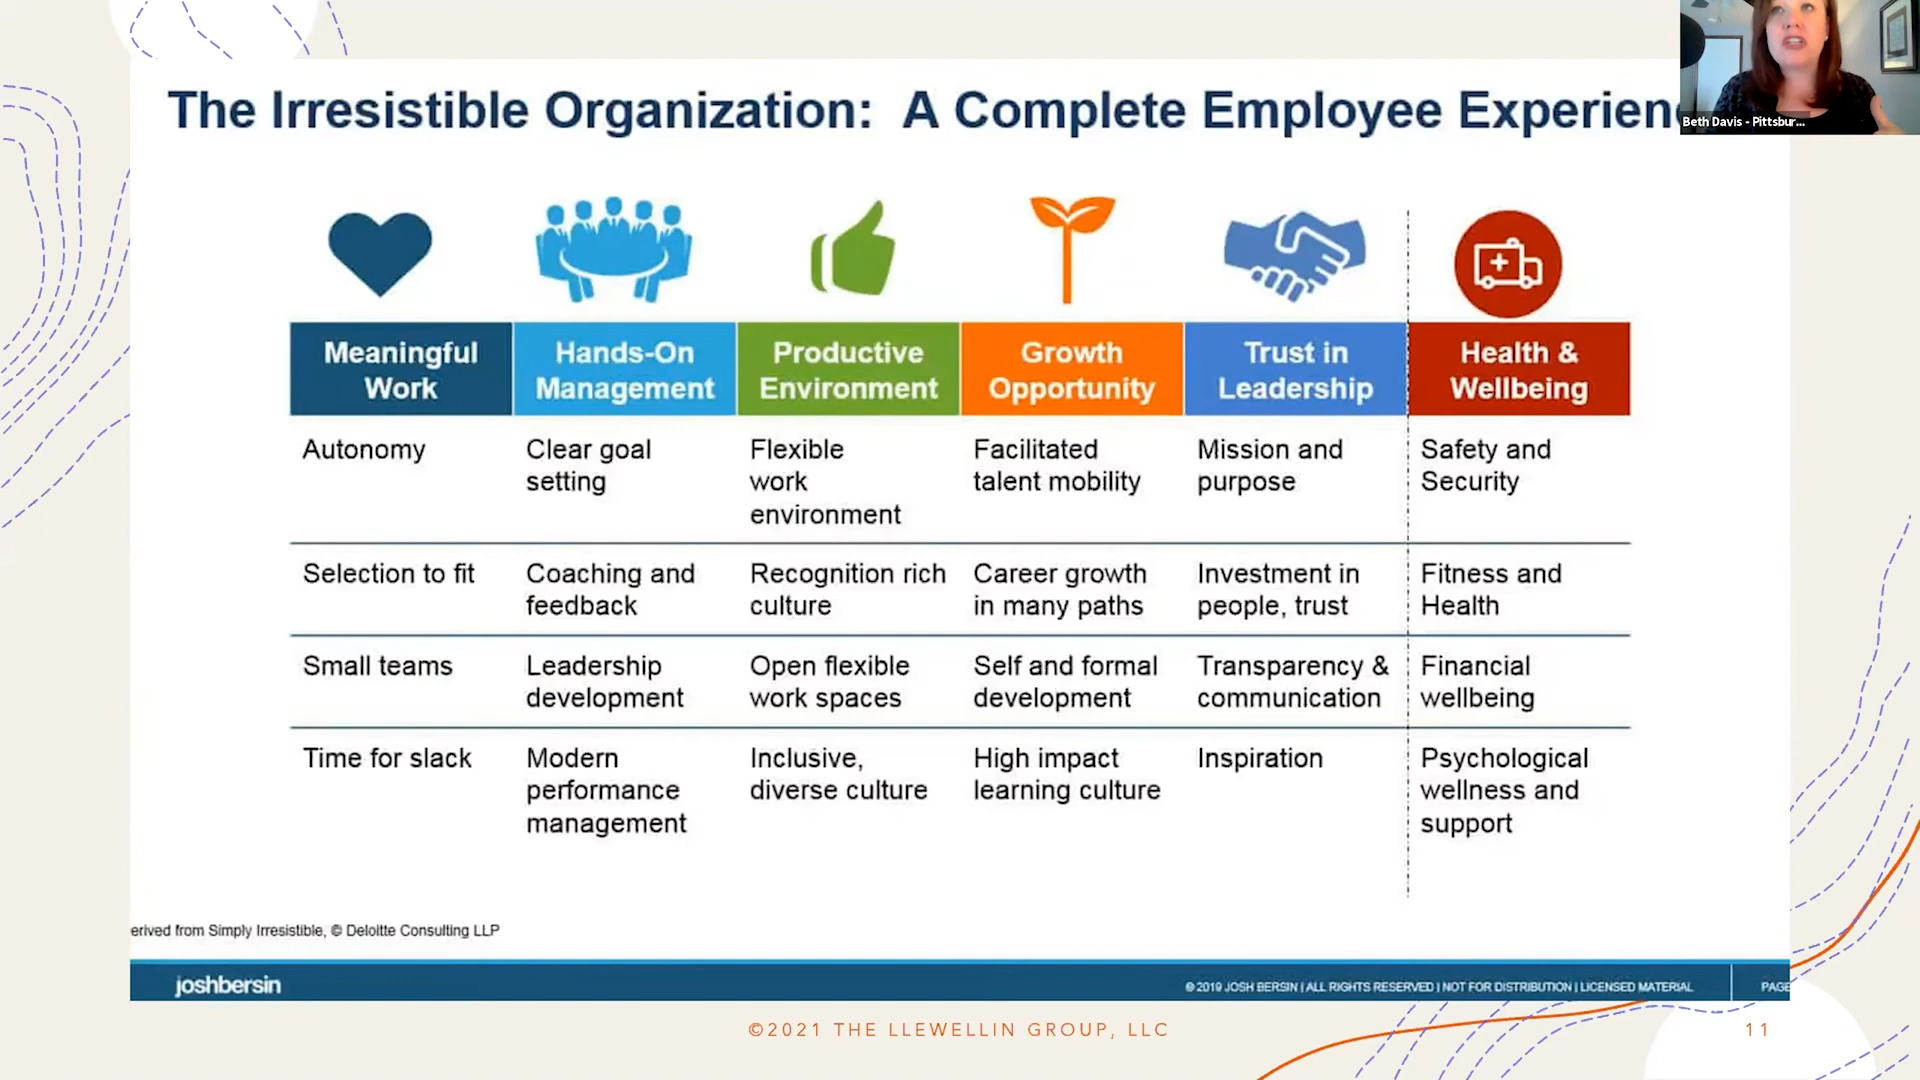 The Irresistible Organization: A Complete Employee
Beth Davis - Pittsbur...
Meaningful
Work
Hands-On
Management
Productive
Environment
Growth
Opportunity
Trust in
Leadership
Health &
Wellbeing
Autonomy
Clear goal
setting
Flexible
work
environment
Facilitated
talent mobility
Mission and
purpose
Safety and
Security
Selection to fit
Coaching and
feedback
Recognition rich
culture
Career growth
in many paths
Investment in
people, trust
Fitness and
Health
Small teams
Leadership
development
Open flexible
work spaces
Self and formal
development
Transparency &
communication
Financial
wellbeing
Time for slack
Modern
performance
management
Inclusive,
diverse culture
High impact
learning culture
Inspiration
Psychological
wellness and
support
erived from Simply Irresistible, © Deloitte Consulting LLP
joshbersin
© 2019 JOSH BERSIN | ALL RIGHTS RESERVED | NOT FOR DISTRIBUTION | LICENSED MATERIAL
PAGE
©2021 THE LLEWELLIN GROUP, LLC
11